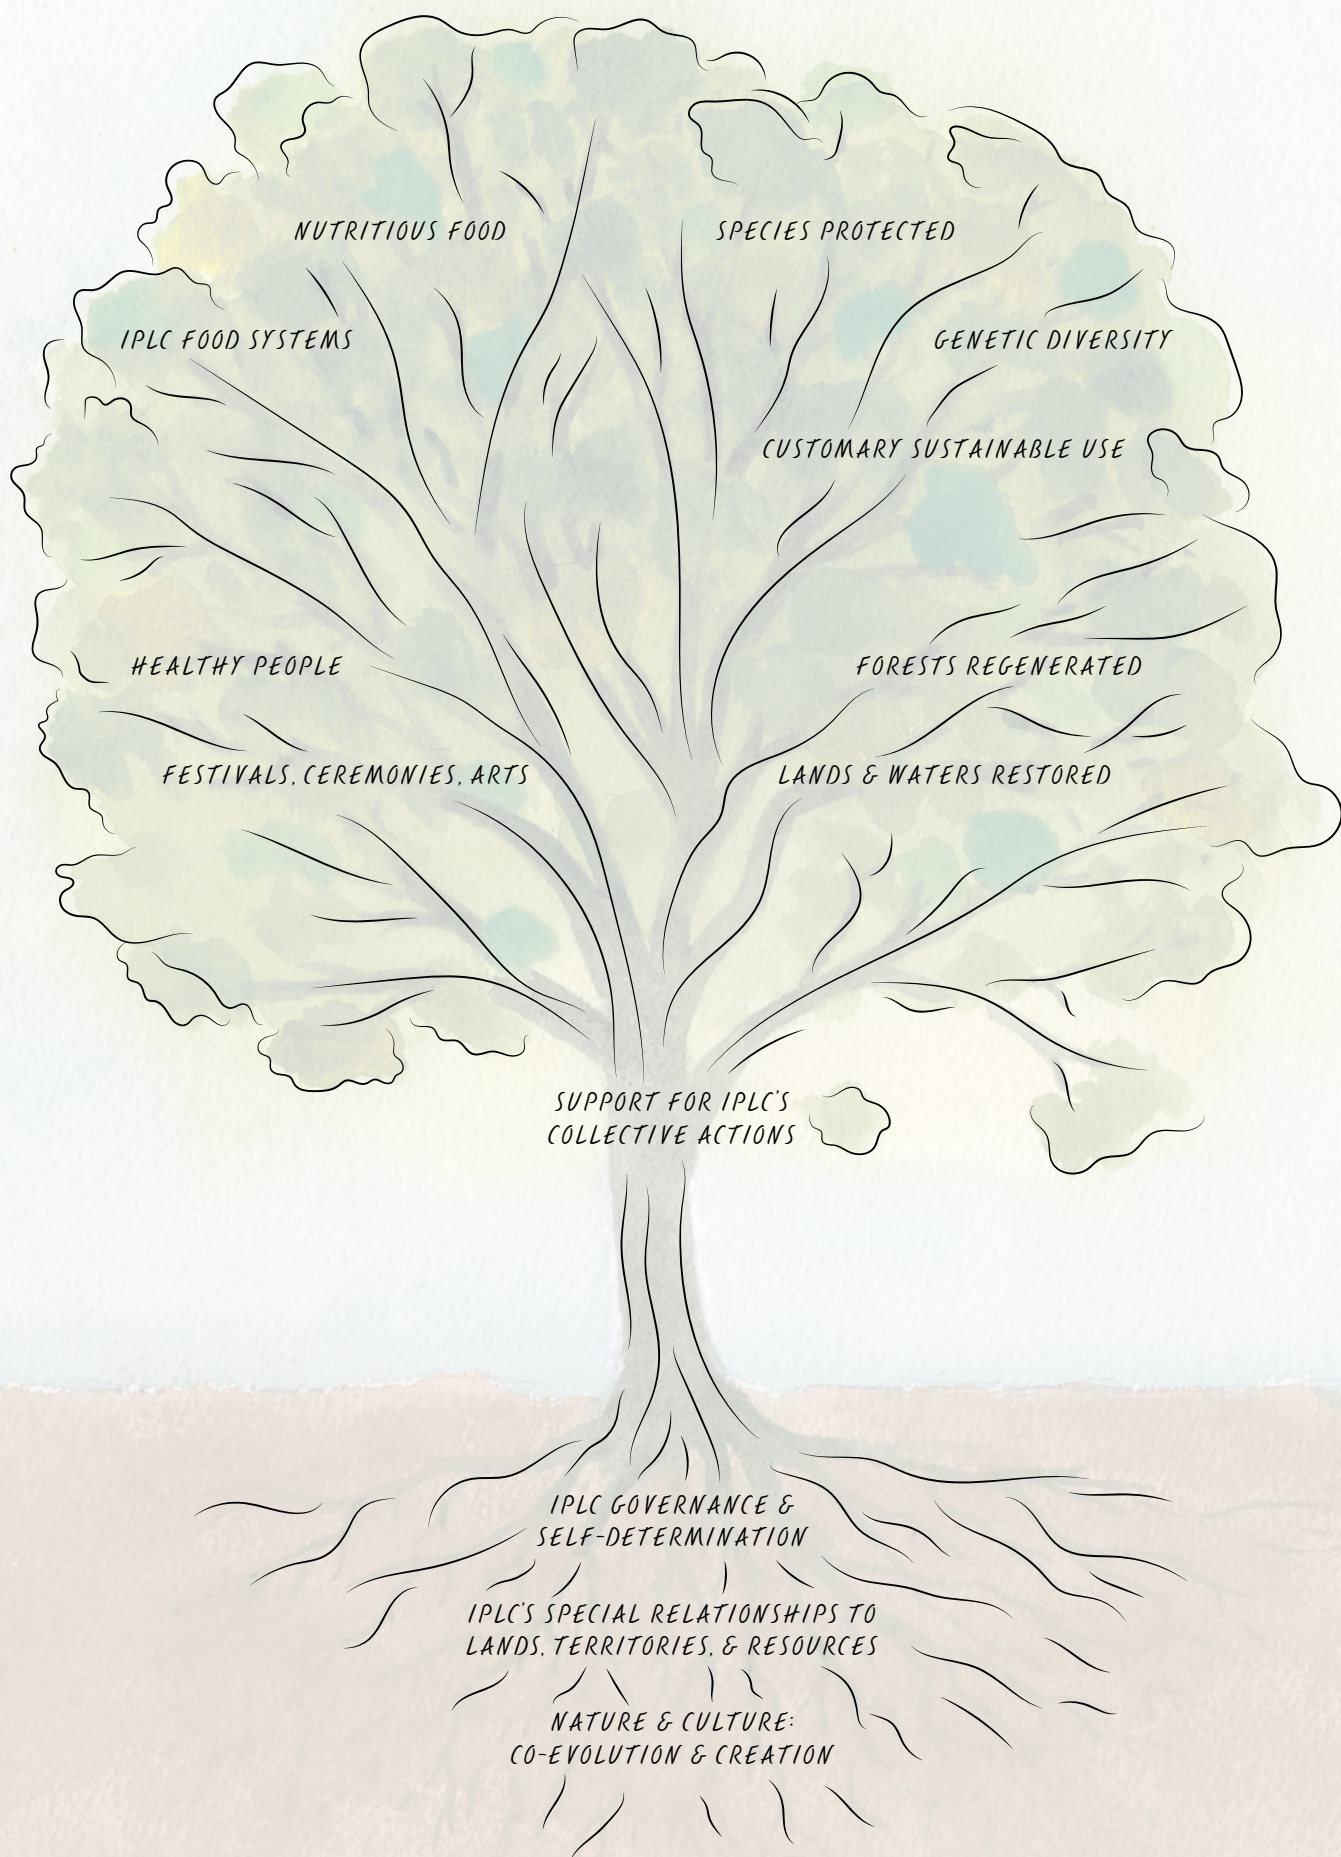 NUTRITIOUS FOOD
SPECIES PROTECTED
IPLC FOOD SYSTEMS
GENETIC DIVERSITY
CUSTOMARY SUSTAINABLE USE
HEALTHY PEOPLE
FORESTS REGENERATED
FESTIVALS, CEREMONIES, ARTS
LANDS & WATERS RESTORED
SUPPORT FOR IPLC'S
COLLECTIVE ACTIONS
IPLC GOVERNANCE &
SELF-DETERMINATION
IPLC'S SPECIAL RELATIONSHIPS TO
LANDS, TERRITORIES, & RESOURCES
NATURE & CULTURE:
CO-EVOLUTION & CREATION